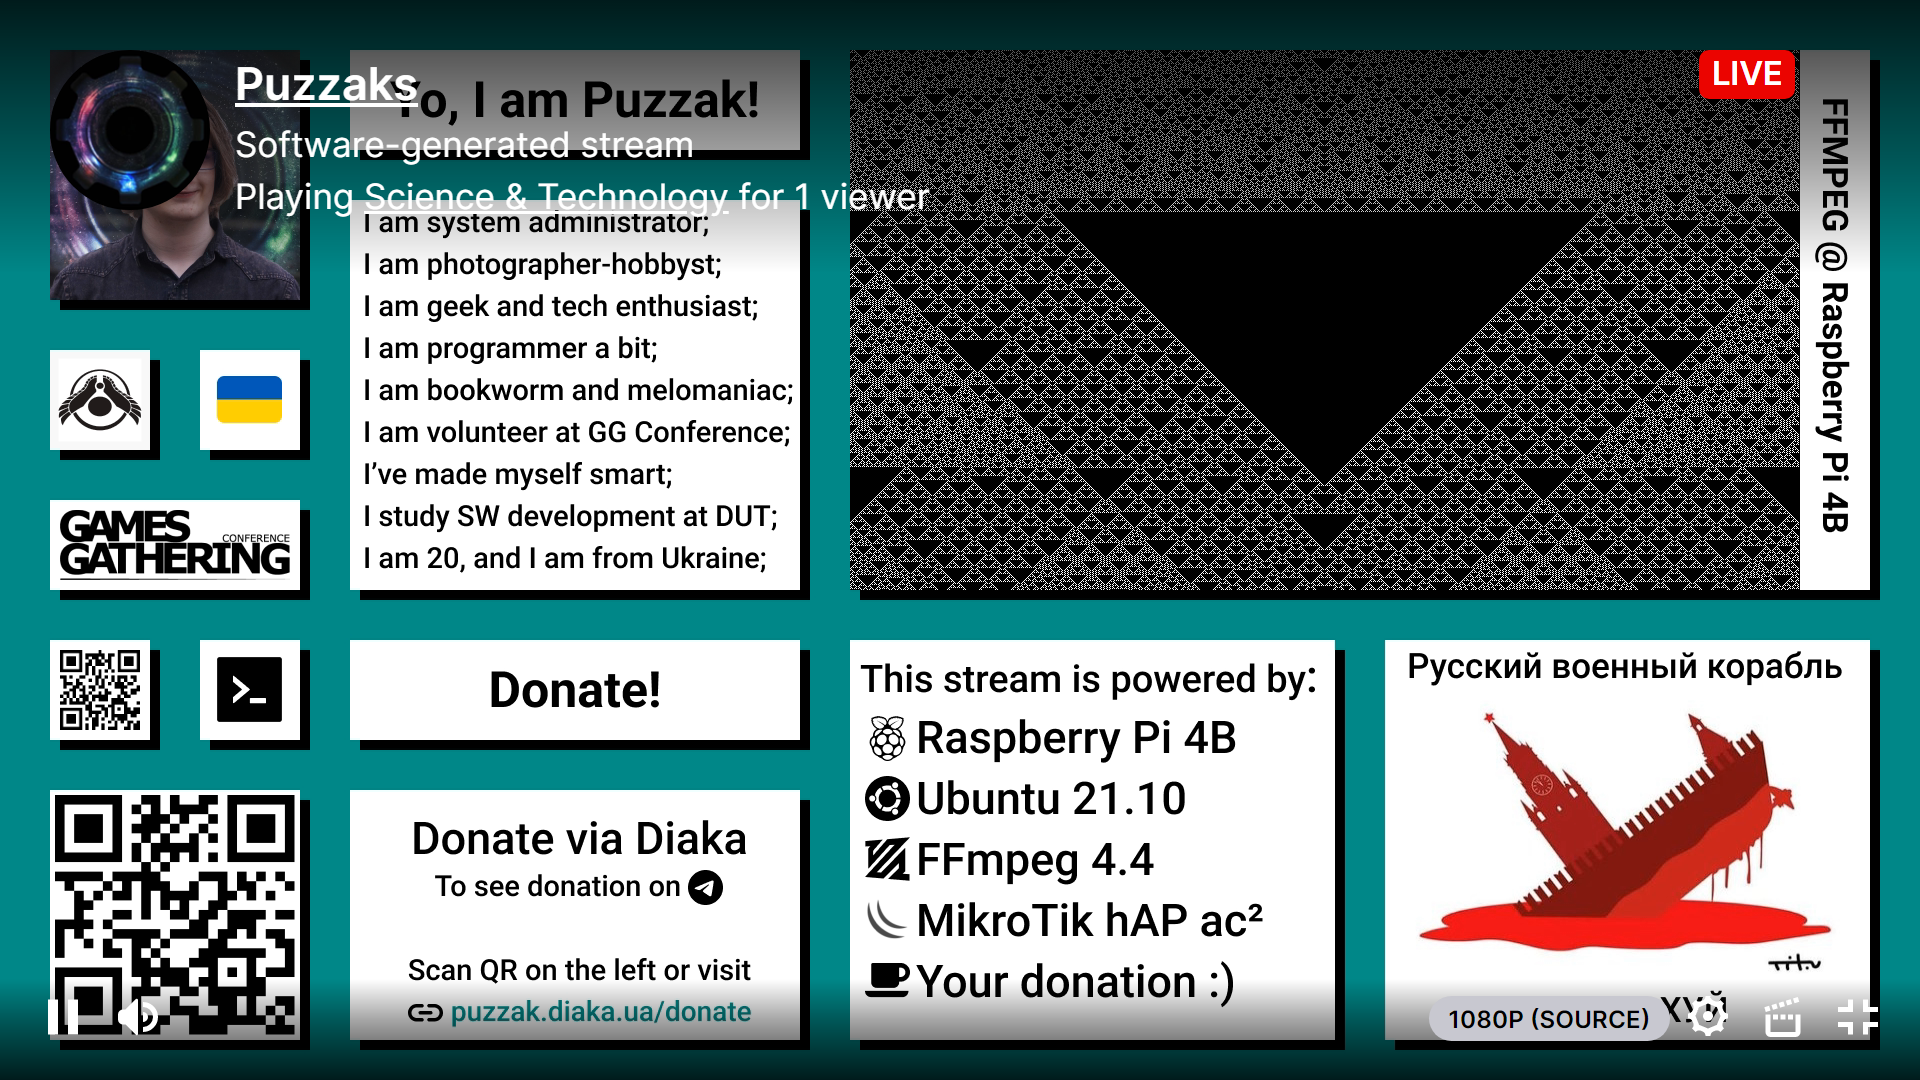 Puzzaks
Yo, I am Puzzak!
Software-generated stream
Playing Science & Technology for 1 viewer
I am system administrator;
I am photographer-hobbyst;
I am geek and tech enthusiast;
I am programmer a bit;
I am bookworm and melomaniac;
I am volunteer at GG Conference;
I’ve made myself smart;
I study SW development at DUT;
I am 20, and I am from Ukraine;
LIVE
FFMPEG @ Raspberry Pi 4B
GAMES
CONFERENCE
GATHERING
Donate!
Donate via Diaka
To see donation on
Scan QR on the left or visit
puzzak.diaka.ua/donate
This stream is powered by:
Raspberry Pi 4B
Ubuntu 21.10
FFmpeg 4.4
MikroTik hAP ac²
Your donation :)
Русский военный корабль
хуй
1080P (SOURCE)